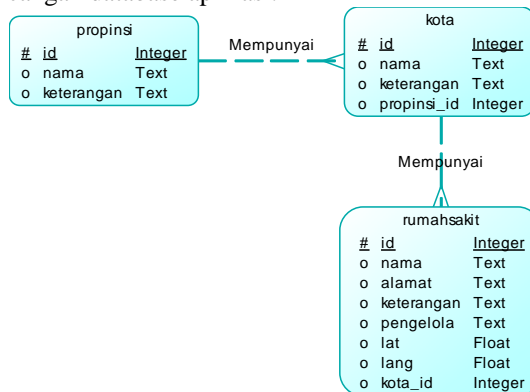 propinsi
# id Integer
o nama Text
o keterangan Text
Mempunyai
kota
# id Integer
o nama Text
o keterangan Text
o propinsi_id Integer
Mempunyai
rumahsakit
# id Integer
o nama Text
o alamat Text
o keterangan Text
o pengelola Text
o lat Float
o lang Float
o kota_id Integer